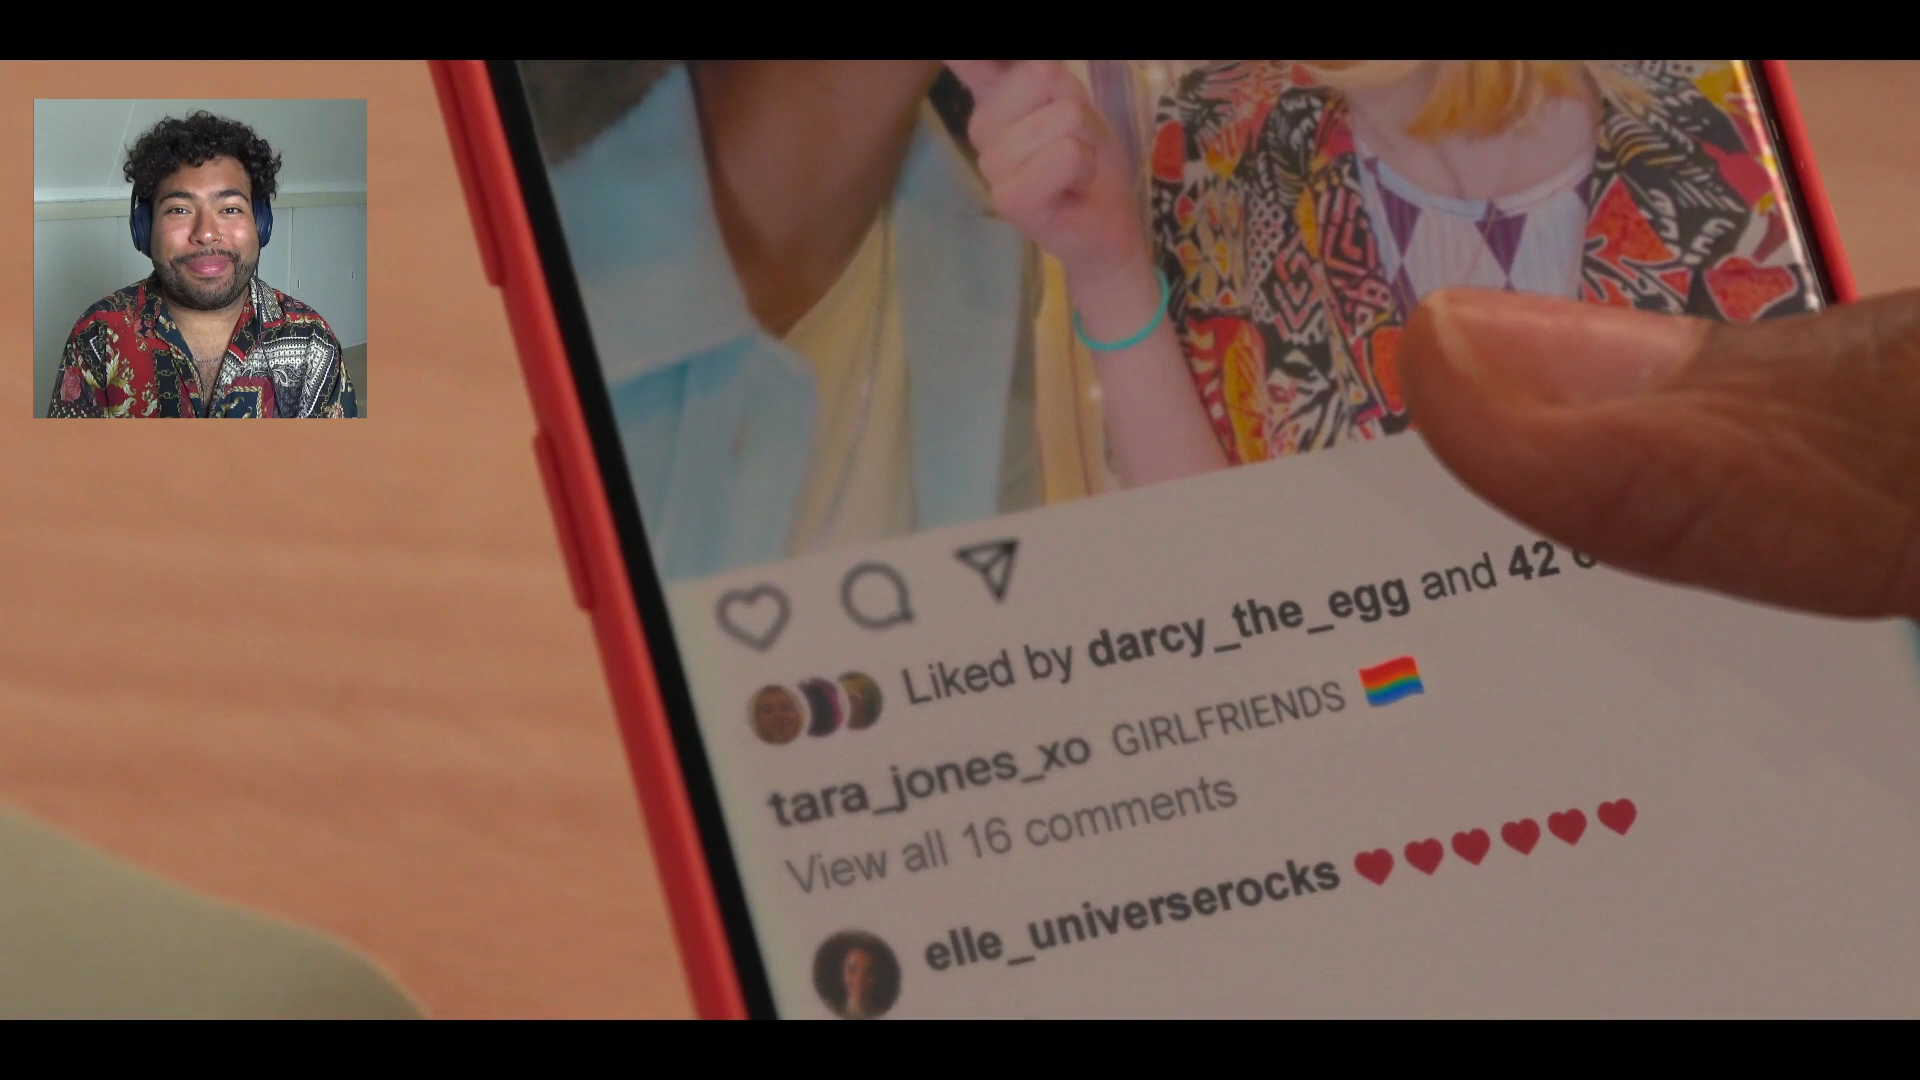 Liked by darcy_the_egg and 42
tara_jones_xo GIRLFRIENDS 🏳️‍🌈
View all 16 comments
elle_universerocks ♥♥♥♥♥♥